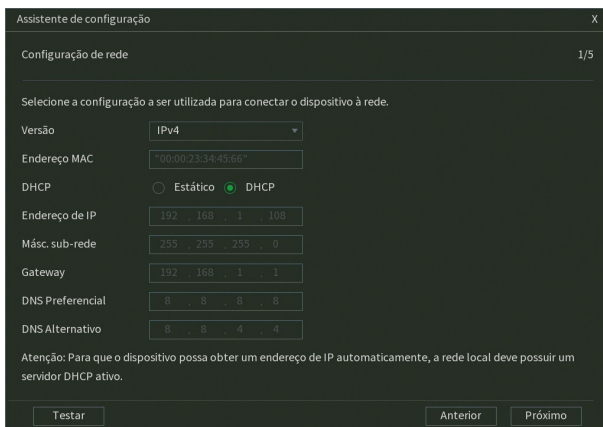 Assistente de configuração X
Configuração de rede 1/5
Selecione a configuração a ser utilizada para conectar o dispositivo à rede.
Versão IPv4
Endereço MAC "00:00:23:34:45:66"
DHCP Estático DHCP
Endereço de IP 192 . 168 . 1 . 108
Másc. sub-rede 255 . 255 . 255 . 0
Gateway 192 . 168 . 1 . 1
DNS Preferencial 8 . 8 . 8 . 8
DNS Alternativo 8 . 8 . 4 . 4
Atenção: Para que o dispositivo possa obter um endereço de IP automaticamente, a rede local deve possuir um
servidor DHCP ativo.
Testar Anterior Próximo